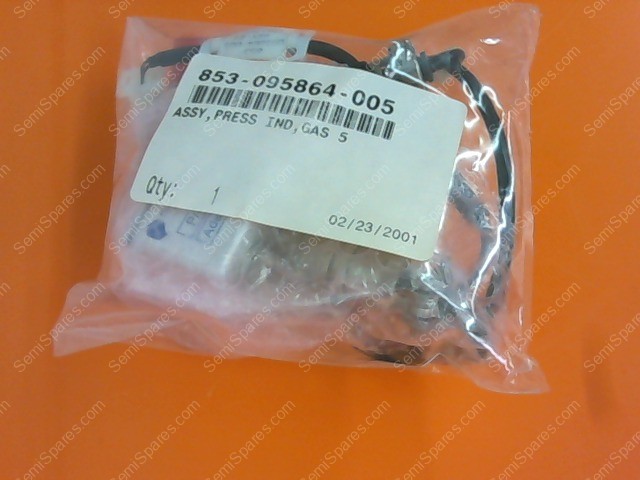 853-095864-005
ASSY,PRESS IND,GAS 5
Qty: 1
02/23/2001
SemiSpares.com